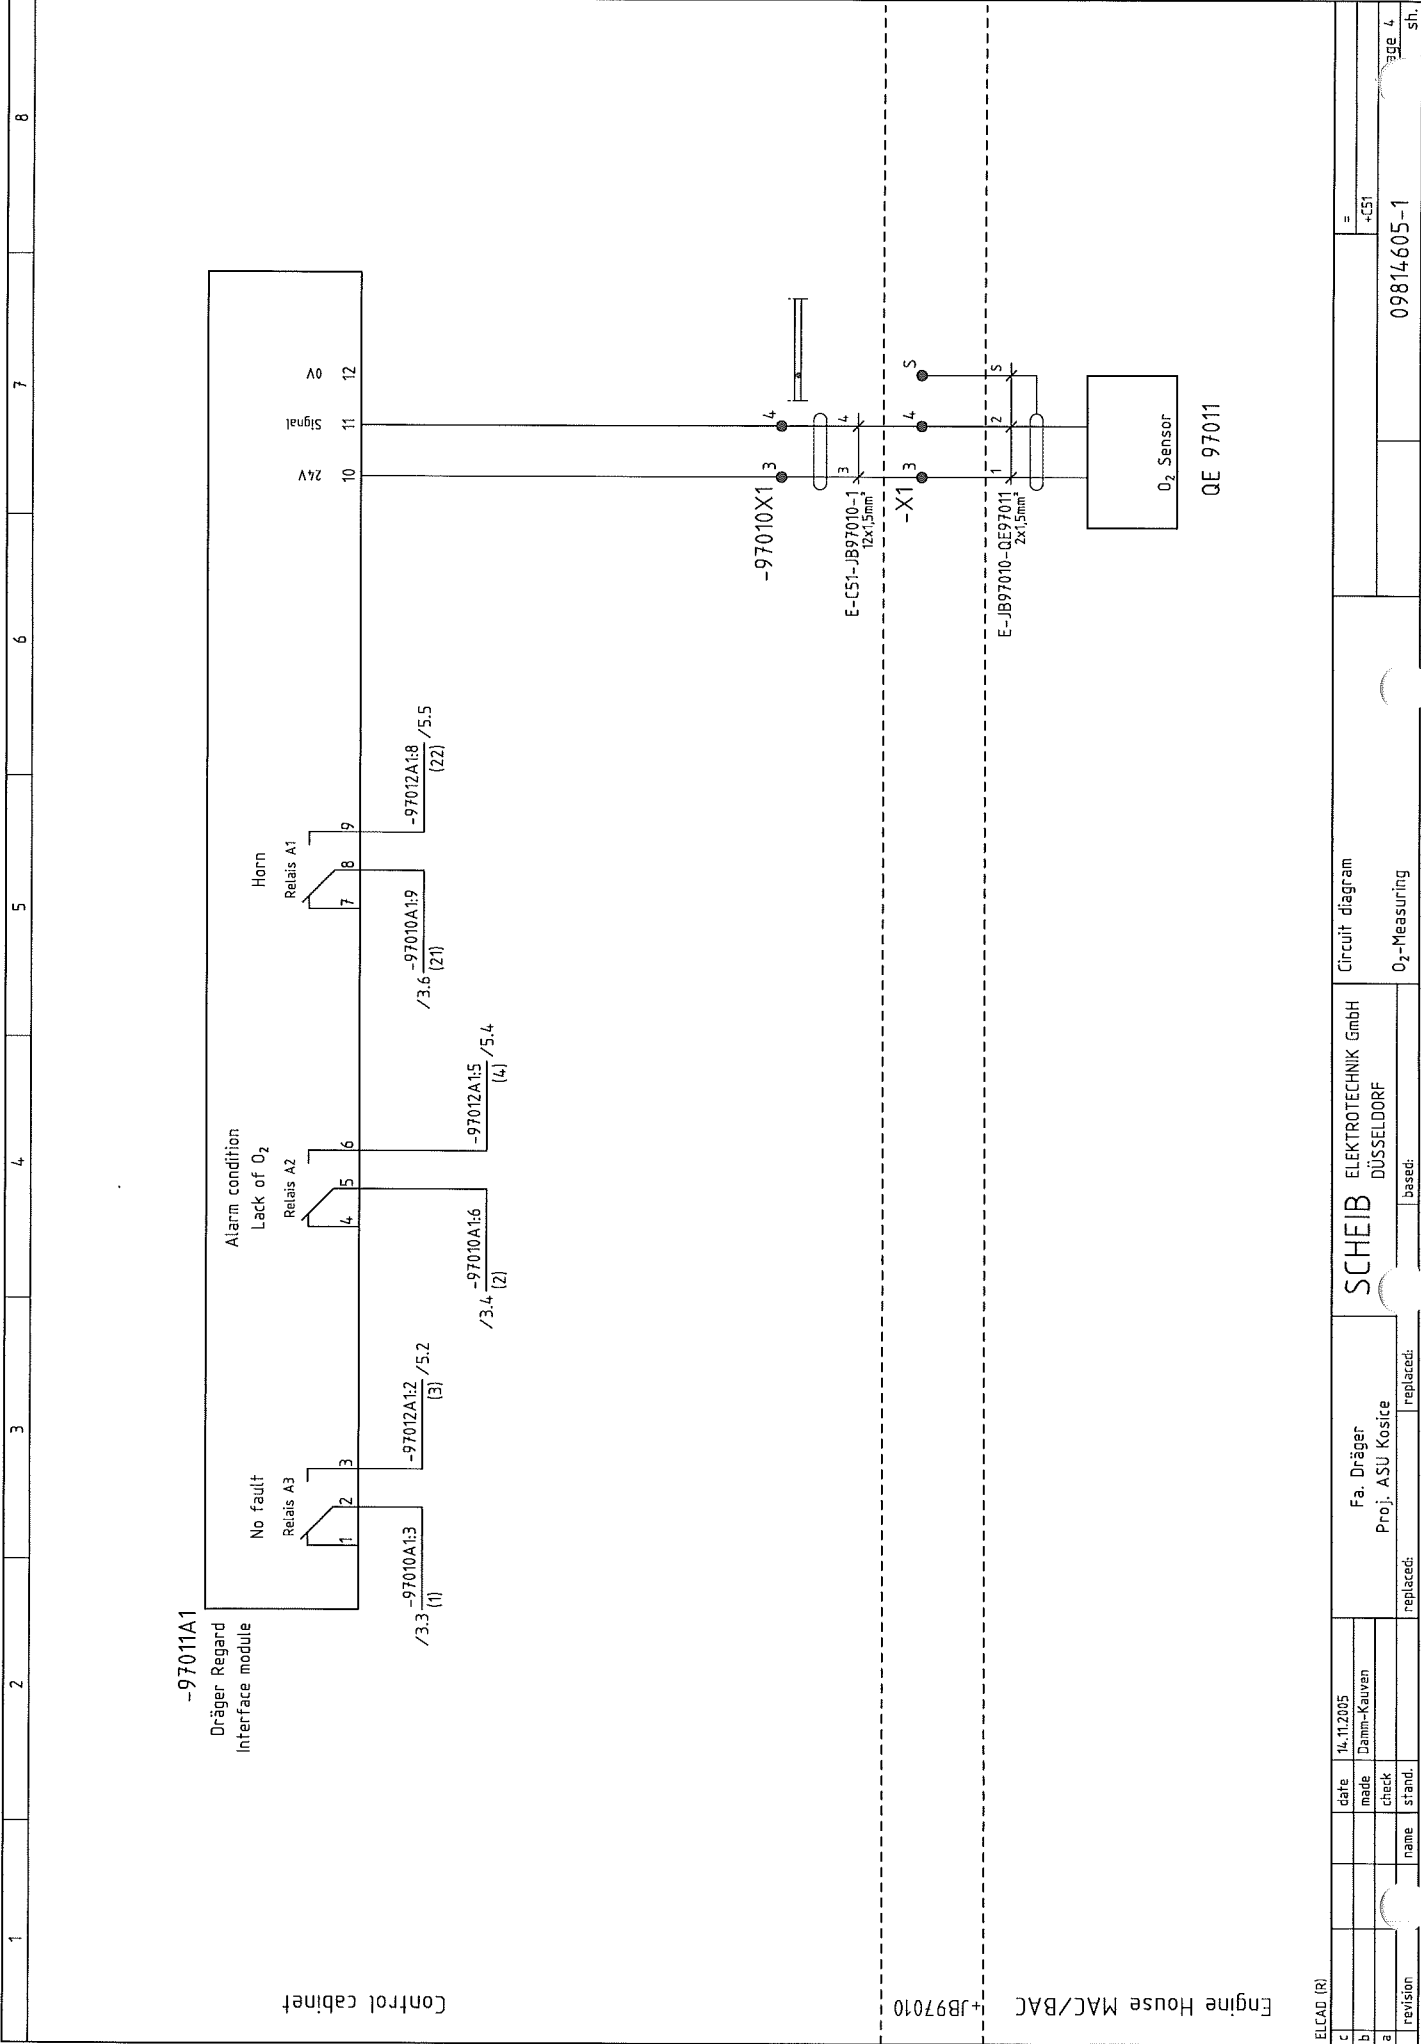 1 2 3 4 5 6 7 8
Control cabinet
-97011A1
Dräger Regard
Interface module
No fault
Relais A3
1 2 3
/3.3 -97010A1:3
(1)
-97012A1:2 /5.2
(3)
Alarm condition
Lack of O₂
Relais A2
4 5 6
/3.4 -97010A1:6
(2)
-97012A1:5 /5.4
(4)
Horn
Relais A1
7 8 9
/3.6 -97010A1:9
(21)
-97012A1:8 /5.5
(22)
24V Signal 0V
10 11 12
-97010X1 3 4
E-C51-JB97010-1 3 4
12x1,5mm²
+JB97010
-X1 3 4 S
E-JB97010-QE97011 1 2 S
2x1,5mm²
Engine House MAC/BAC
O₂ Sensor
QE 97011
ELCAD (R)
c
b
a
revision
name
date 14.11.2005
made Damm-Kauven
check
stand.
Fa. Dräger
Proj. ASU Kosice
replaced:
replaced:
SCHEIB ELEKTROTECHNIK GmbH
DÜSSELDORF
based:
Circuit diagram
O₂-Measuring
=
+C51
09814605-1
4
sh.